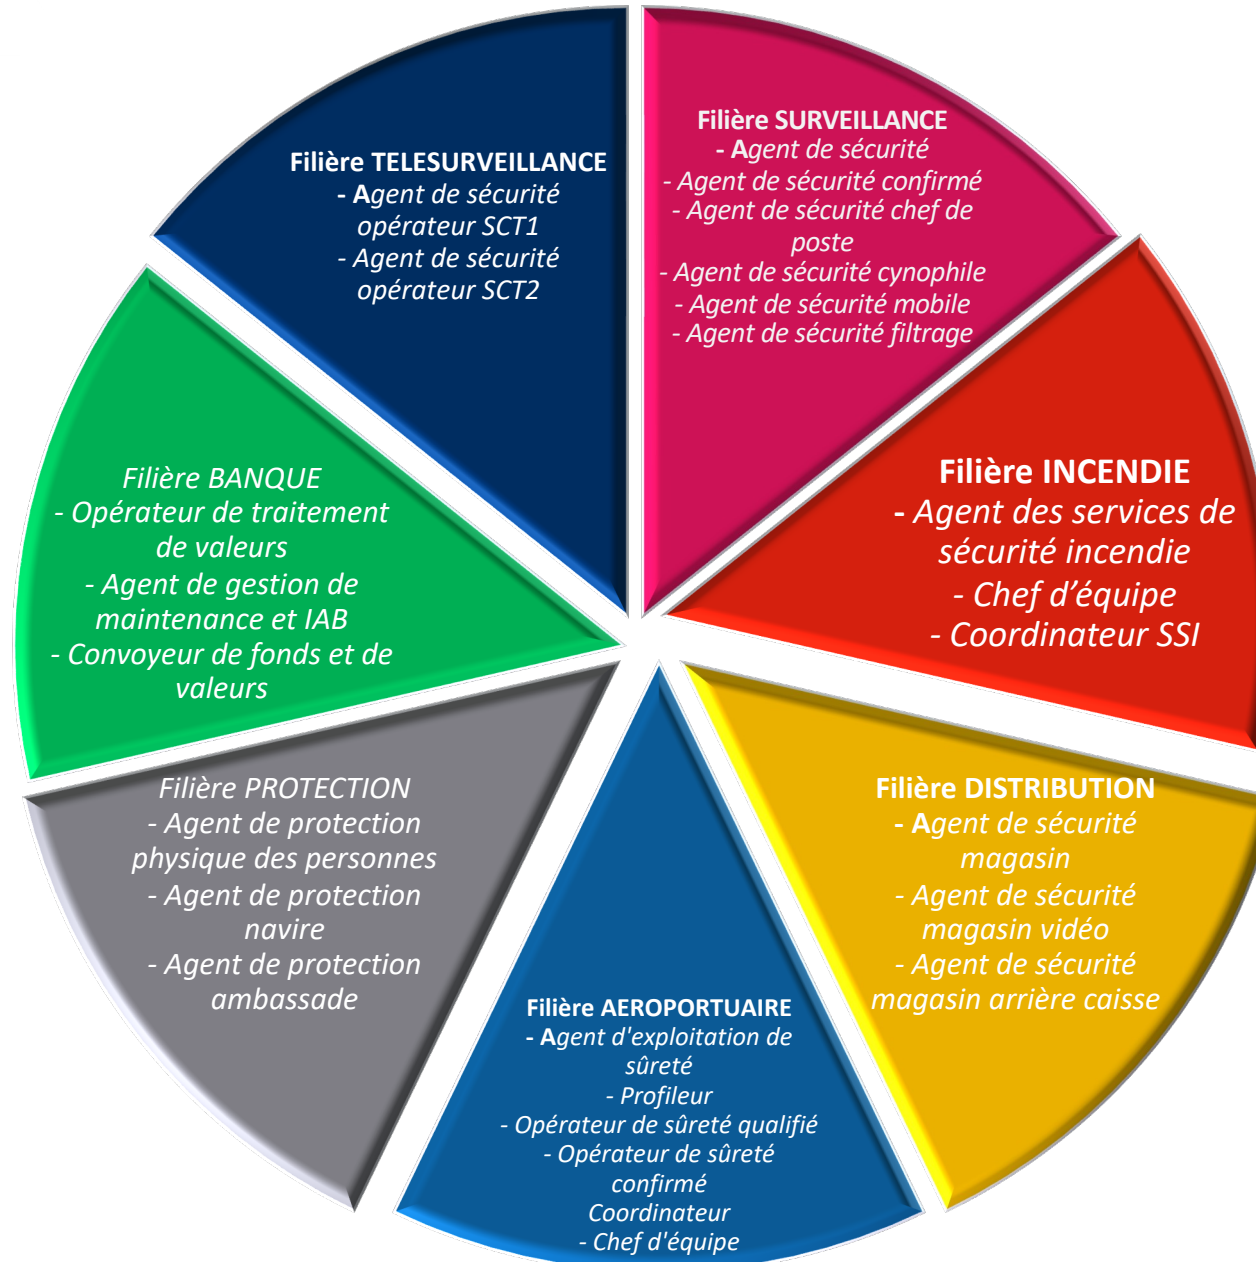 Filière TELESURVEILLANCE
- Agent de sécurité
opérateur SCT1
- Agent de sécurité
opérateur SCT2
Filière SURVEILLANCE
- Agent de sécurité
- Agent de sécurité confirmé
- Agent de sécurité chef de
poste
- Agent de sécurité cynophile
- Agent de sécurité mobile
- Agent de sécurité filtrage
Filière INCENDIE
- Agent des services de
sécurité incendie
- Chef d’équipe
- Coordinateur SSI
Filière DISTRIBUTION
- Agent de sécurité
magasin
- Agent de sécurité
magasin vidéo
- Agent de sécurité
magasin arrière caisse
Filière AEROPORTUAIRE
- Agent d'exploitation de
sûreté
- Profileur
- Opérateur de sûreté qualifié
- Opérateur de sûreté
confirmé
Coordinateur
- Chef d'équipe
Filière PROTECTION
- Agent de protection
physique des personnes
- Agent de protection
navire
- Agent de protection
ambassade
Filière BANQUE
- Opérateur de traitement
de valeurs
- Agent de gestion de
maintenance et IAB
- Convoyeur de fonds et de
valeurs